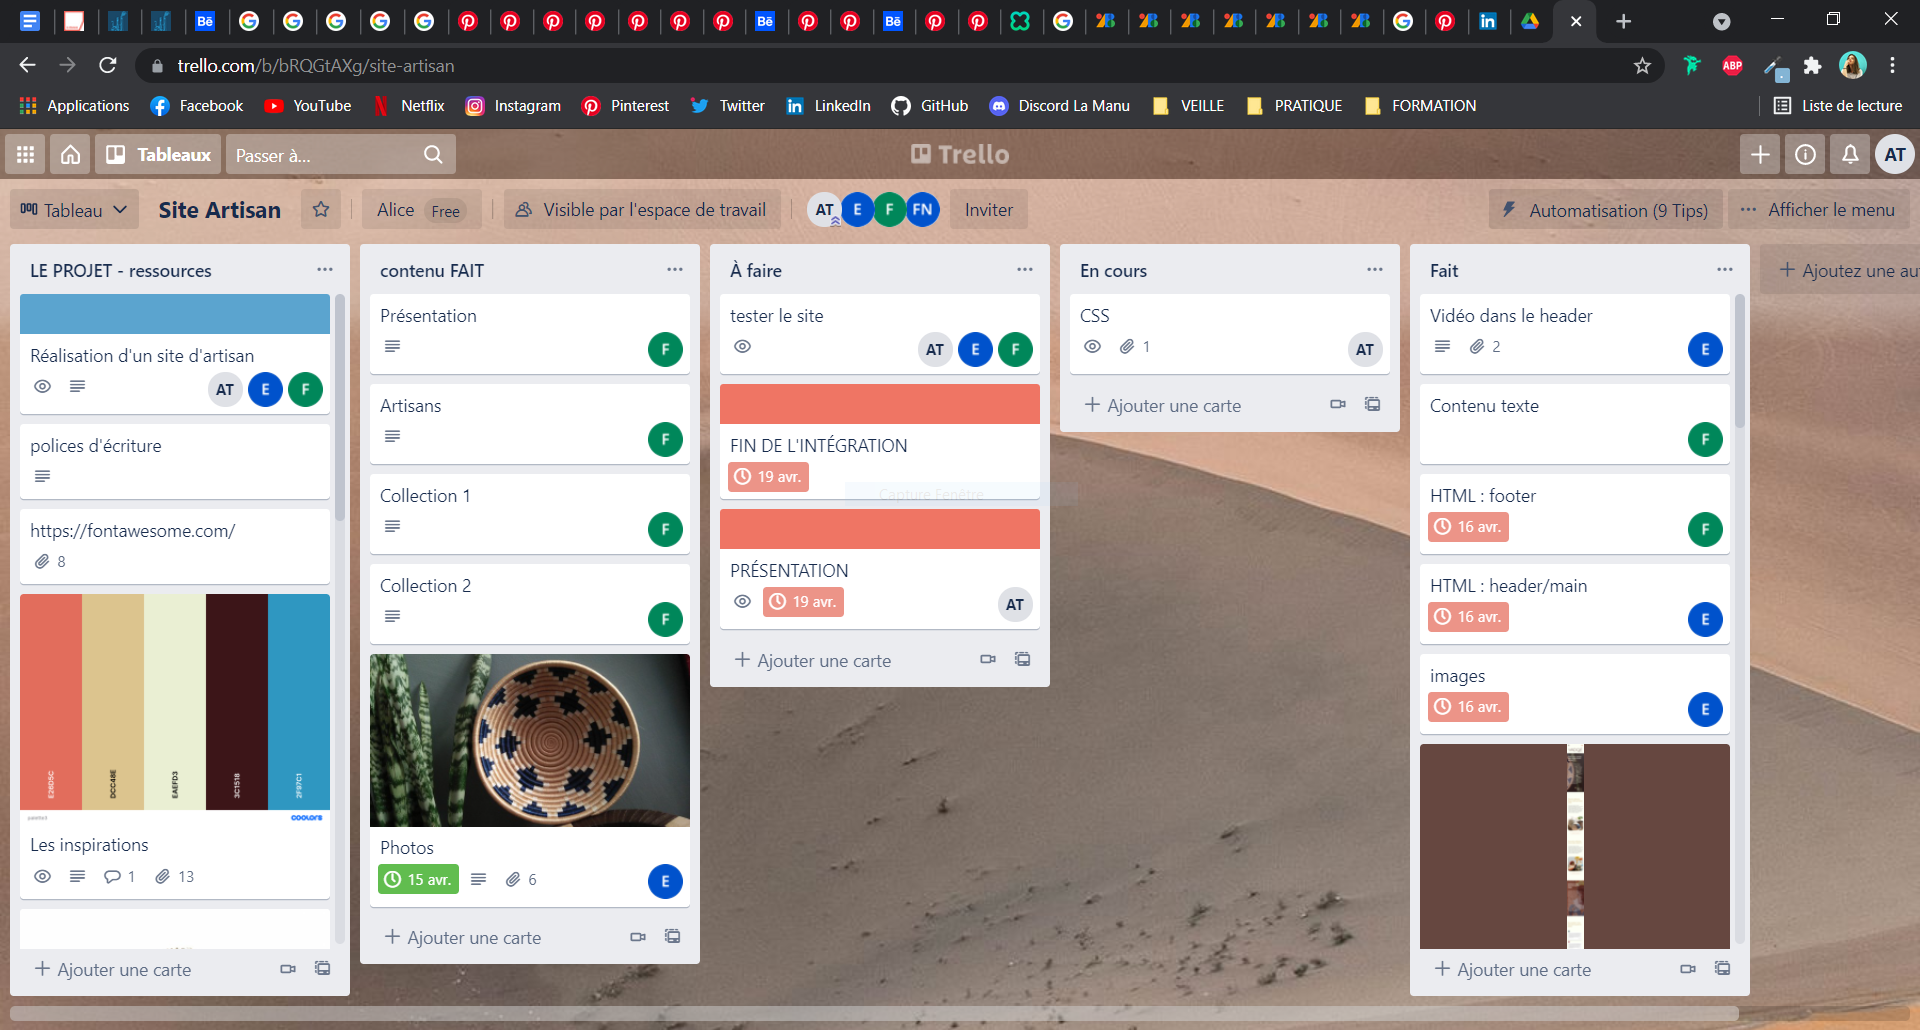 trello.com/b/bRQGtAXg/site-artisan
ABP
Applications
Facebook
YouTube
Netflix
Instagram
Pinterest
Twitter
LinkedIn
GitHub
Discord La Manu
VEILLE
PRATIQUE
FORMATION
Liste de lecture
Tableaux
Passer à...
Trello
AT
Tableau
Site Artisan
Alice Free
Visible par l'espace de travail
AT E F FN
Inviter
Automatisation (9 Tips)
Afficher le menu
LE PROJET - ressources
Réalisation d'un site d'artisan
AT E F
polices d'écriture
https://fontawesome.com/
8
E26D5C
DCC48E
EAEFD3
3C1518
2F97C1
coolors
Les inspirations
1 13
Ajouter une carte
contenu FAIT
Présentation
F
Artisans
F
Collection 1
F
Collection 2
F
Photos
15 avr. 6 E
Ajouter une carte
À faire
tester le site
AT E F
FIN DE L'INTÉGRATION
19 avr.
Capture Fenêtre
PRÉSENTATION
19 avr. AT
Ajouter une carte
En cours
CSS
1 AT
Ajouter une carte
Fait
Vidéo dans le header
2 E
Contenu texte
F
HTML : footer
16 avr. F
HTML : header/main
16 avr. E
images
16 avr. E
Ajouter une carte
Ajoutez une au